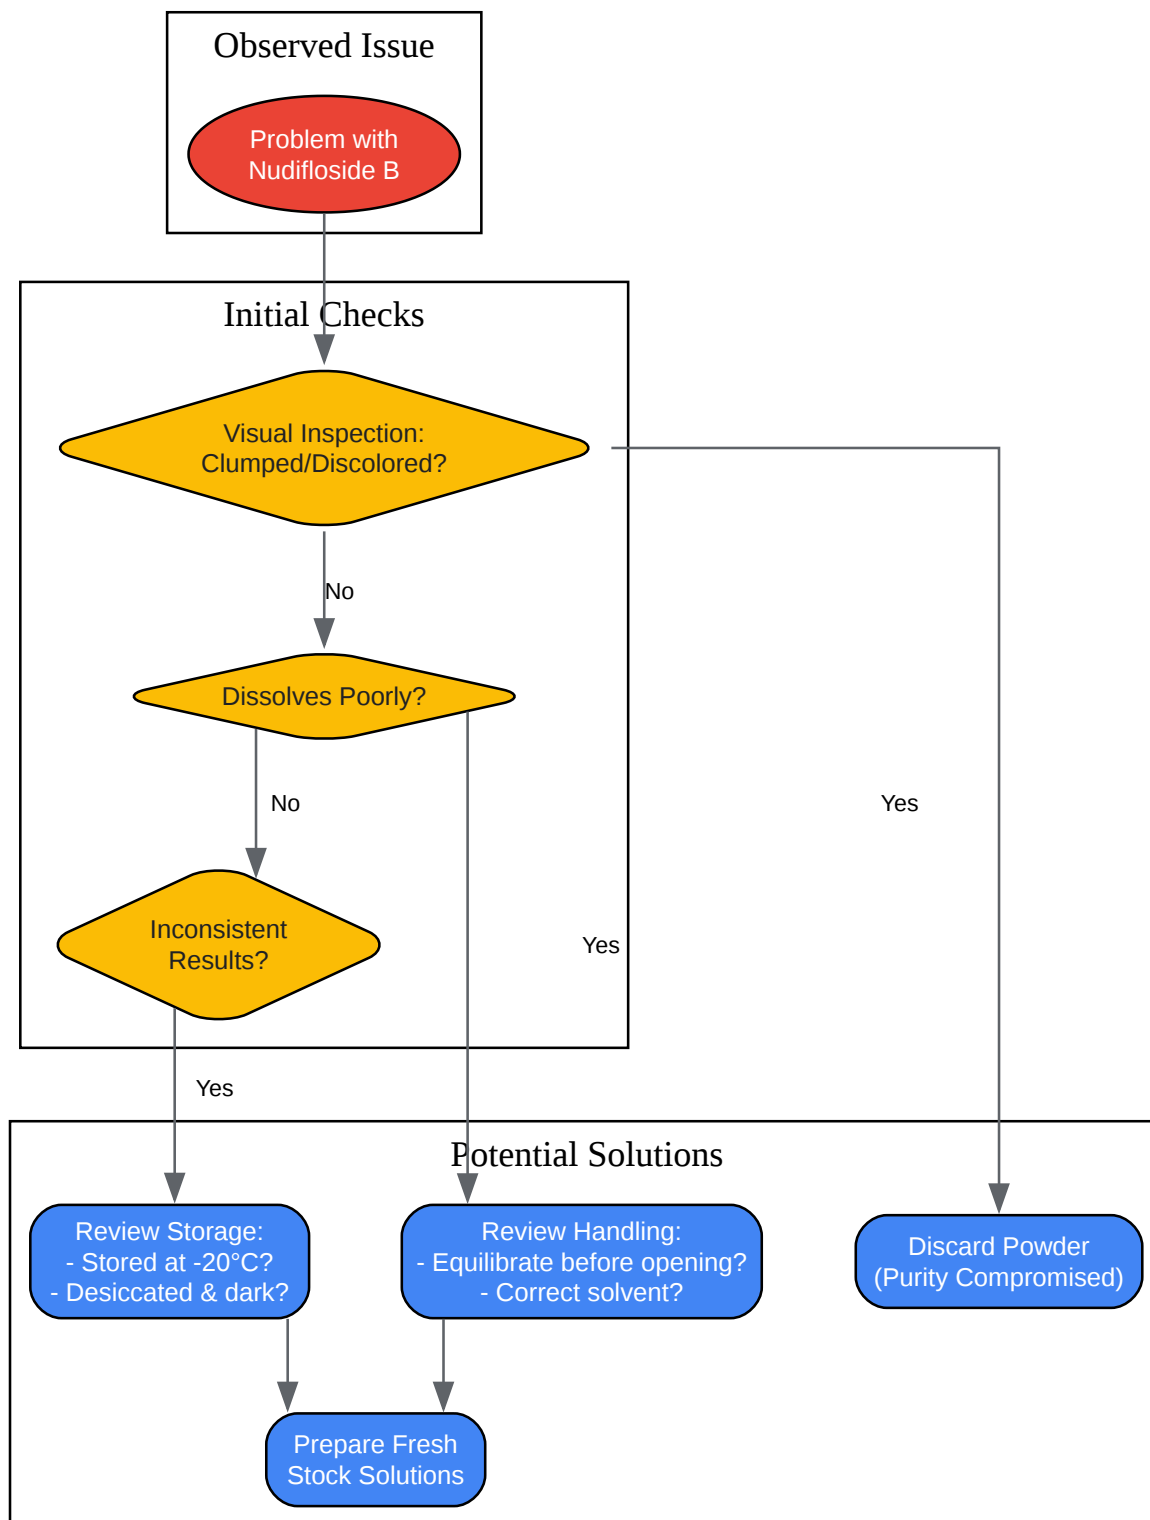 Observed Issue
Problem with
Nudifloside B
Initial Checks
Visual Inspection:
Clumped/Discolored?
No
Dissolves Poorly?
No
Yes
Inconsistent
Results?
Yes
Yes
Potential Solutions
Review Storage:
- Stored at -20°C?
- Desiccated & dark?
Review Handling:
- Equilibrate before opening?
- Correct solvent?
Discard Powder
(Purity Compromised)
Prepare Fresh
Stock Solutions